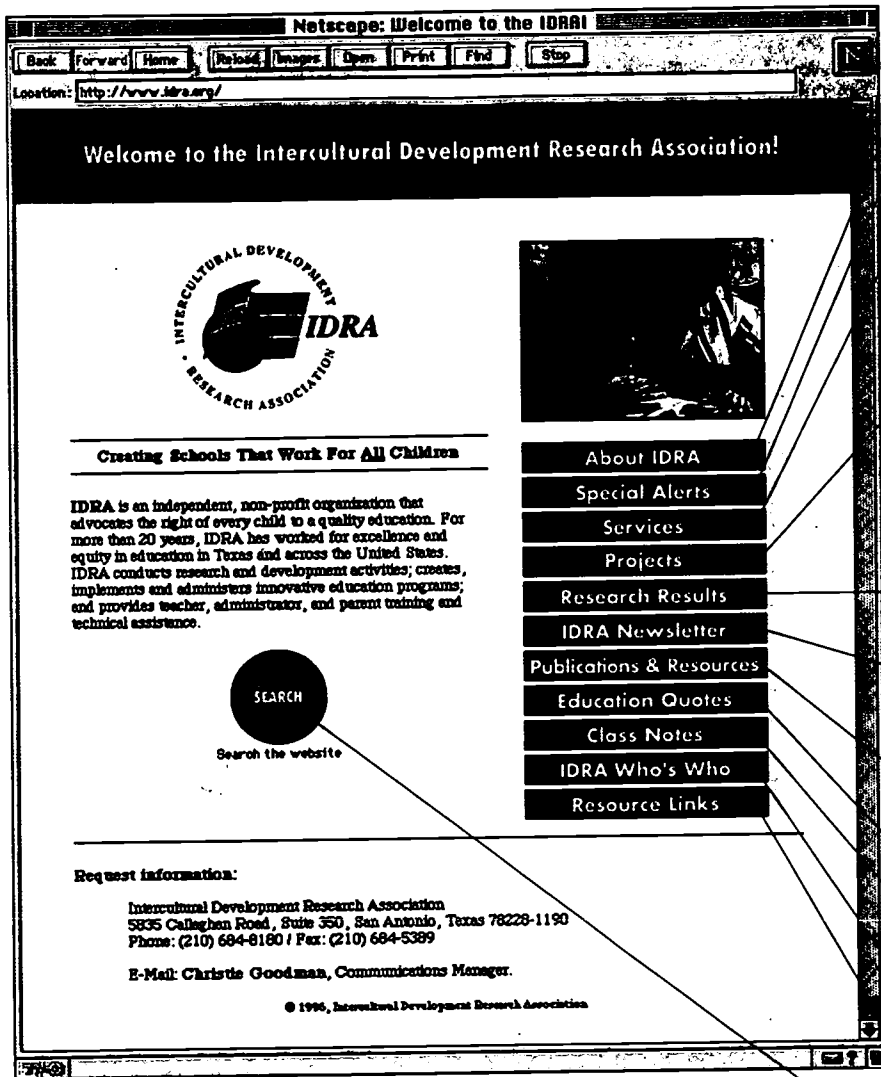 Netscape: Welcome to the IDRA!
Back Forward Home Reload Images Open Print Find Stop
N
Location: http://www.idra.org/
Welcome to the Intercultural Development Research Association!
INTERCULTURAL DEVELOPMENT
IDRA
• RESEARCH ASSOCIATION •
Creating Schools That Work For All Children
IDRA is an independent, non-profit organization that
advocates the right of every child to a quality education. For
more than 20 years, IDRA has worked for excellence and
equity in education in Texas and across the United States.
IDRA conducts research and development activities; creates,
implements and administers innovative education programs;
and provides teacher, administrator, and parent training and
technical assistance.
SEARCH
Search the website
About IDRA
Special Alerts
Services
Projects
Research Results
IDRA Newsletter
Publications & Resources
Education Quotes
Class Notes
IDRA Who's Who
Resource Links
Request information:
Intercultural Development Research Association
5835 Callaghan Road, Suite 350, San Antonio, Texas 78228-1190
Phone: (210) 684-8180 / Fax: (210) 684-5389
E-Mail: Christie Goodman, Communications Manager.
© 1996, Intercultural Development Research Association